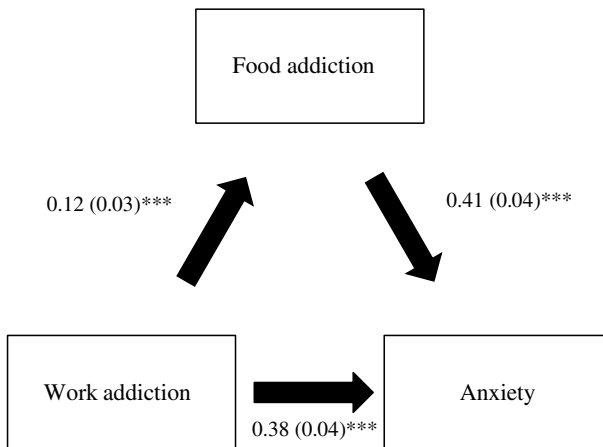 Food addiction
0.12 (0.03)***
0.41 (0.04)***
Work addiction
Anxiety
0.38 (0.04)***